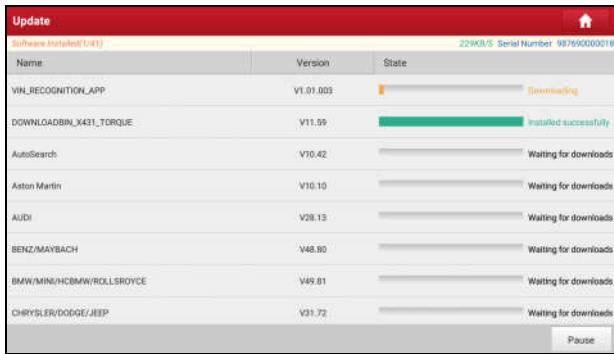 Update
Software Installed(1/41) 229KB/S Serial Number 987690000018
Name Version State
VIN_RECOGNITION_APP V1.01.003 Downloading
DOWNLOADBIN_X431_TORQUE V11.59 Installed successfully
AutoSearch V10.42 Waiting for downloads
Aston Martin V10.10 Waiting for downloads
AUDI V28.13 Waiting for downloads
BENZ/MAYBACH V48.80 Waiting for downloads
BMW/MINI/HCBMW/ROLLSROYCE V49.81 Waiting for downloads
CHRYSLER/DODGE/JEEP V31.72 Waiting for downloads
Pause